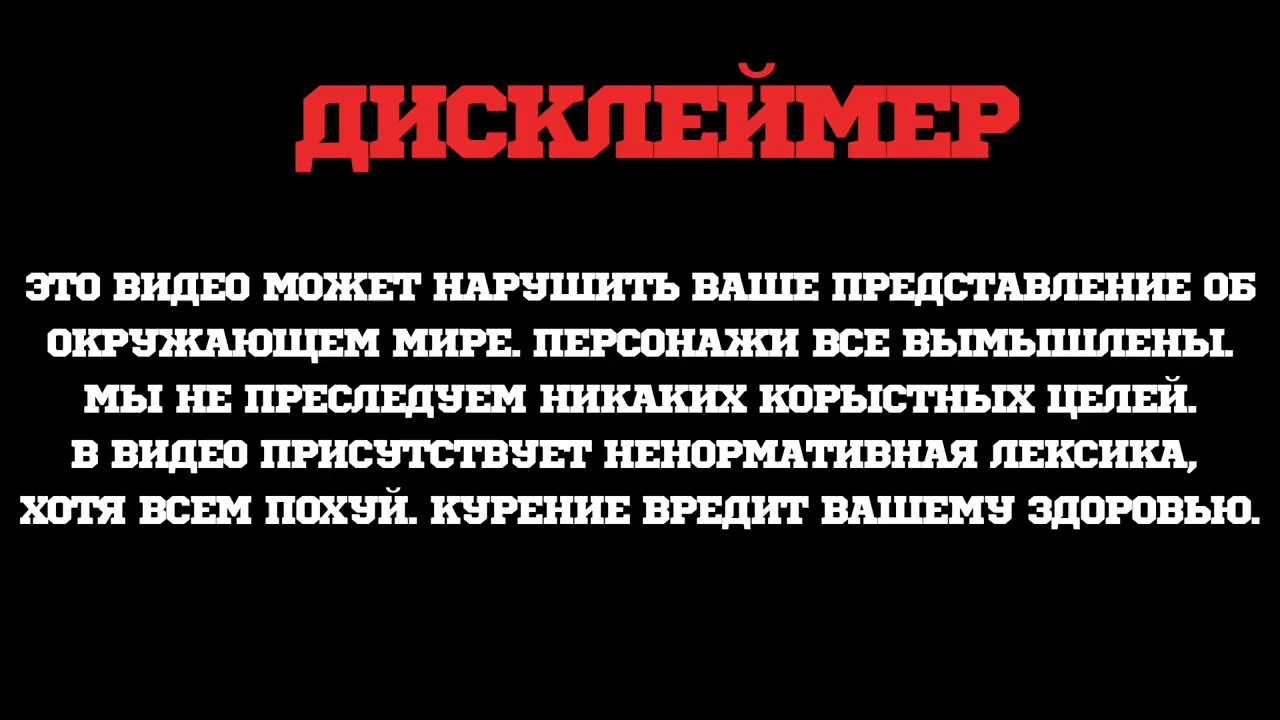 ДИСКЛЕЙМЕР
ЭТО ВИДЕО МОЖЕТ НАРУШИТЬ ВАШЕ ПРЕДСТАВЛЕНИЕ ОБ
ОКРУЖАЮЩЕМ МИРЕ. ПЕРСОНАЖИ ВСЕ ВЫМЫШЛЕНЫ.
МЫ НЕ ПРЕСЛЕДУЕМ НИКАКИХ КОРЫСТНЫХ ЦЕЛЕЙ.
В ВИДЕО ПРИСУТСТВУЕТ НЕНОРМАТИВНАЯ ЛЕКСИКА,
ХОТЯ ВСЕМ ПОХУЙ. КУРЕНИЕ ВРЕДИТ ВАШЕМУ ЗДОРОВЬЮ.